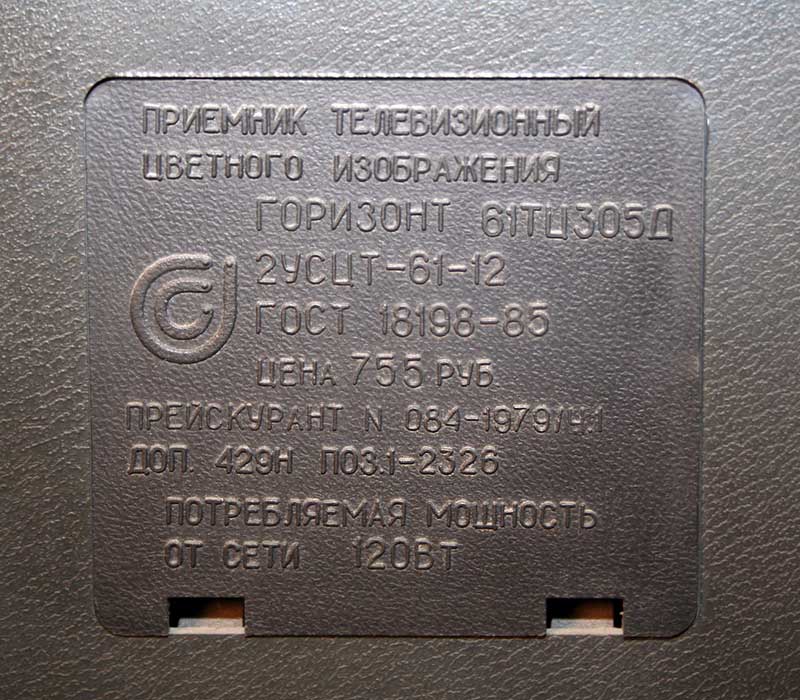 ПРИЕМНИК ТЕЛЕВИЗИОННЫЙ
ЦВЕТНОГО ИЗОБРАЖЕНИЯ
ГОРИЗОНТ 61ТЦ305Д
2УСЦТ-61-12
ГОСТ 18198-85
ЦЕНА 755 РУБ
ПРЕЙСКУРАНТ N 084-1979/Ч.1
ДОП. 429Н ПОЗ.1-2326
ПОТРЕБЛЯЕМАЯ МОЩНОСТЬ
ОТ СЕТИ 120ВТ